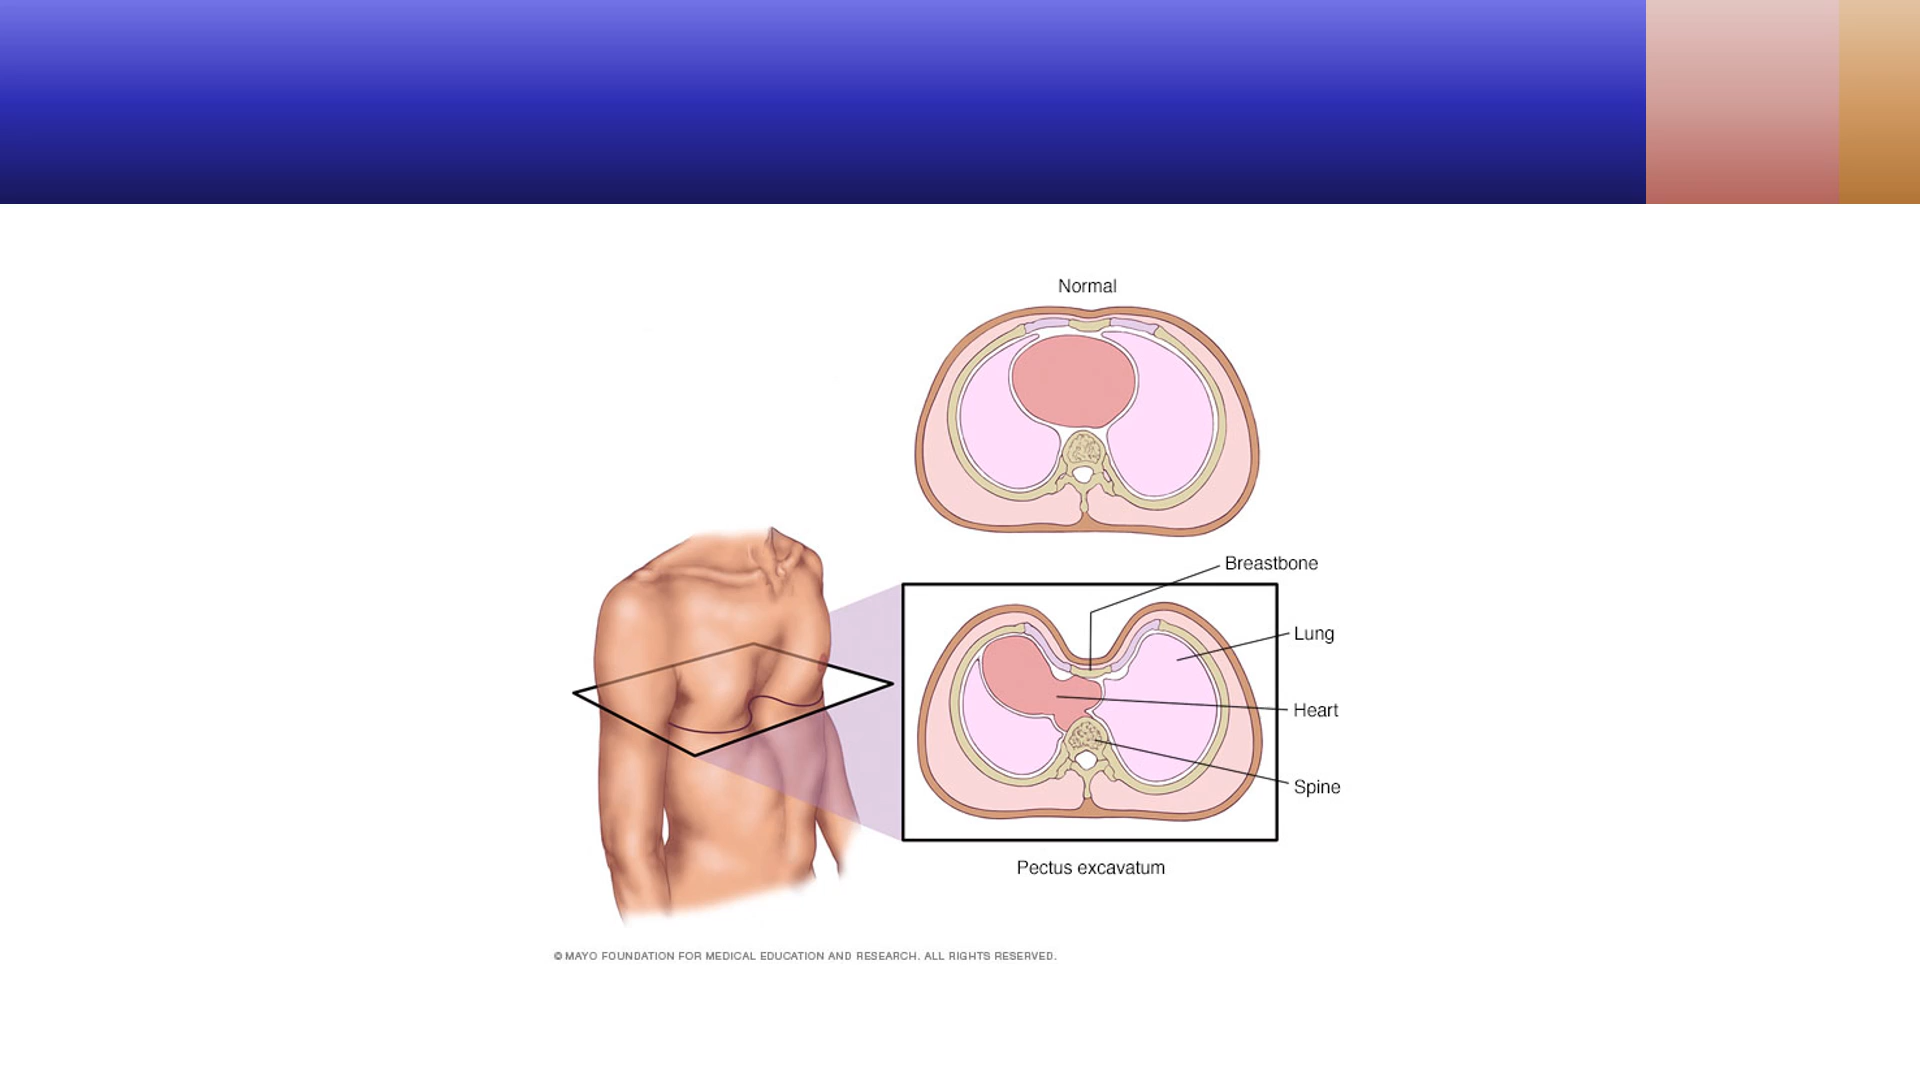 Normal
Breastbone
Lung
Heart
Spine
Pectus excavatum
© MAYO FOUNDATION FOR MEDICAL EDUCATION AND RESEARCH. ALL RIGHTS RESERVED.